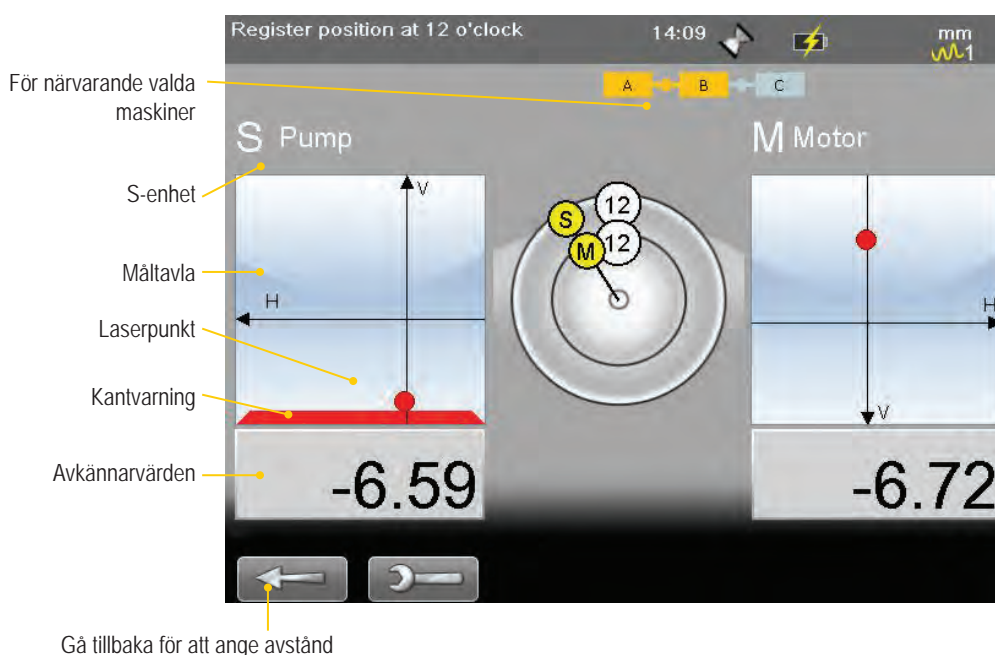 Register position at 12 o'clock
14:09
mm
1
För närvarande valda
maskiner
A
B
C
S Pump
M Motor
S-enhet
V
S
12
M
12
Måltavla
H
H
Laserpunkt
Kantvarning
V
Avkännarvärden
-6.59
-6.72
Gå tillbaka för att ange avstånd